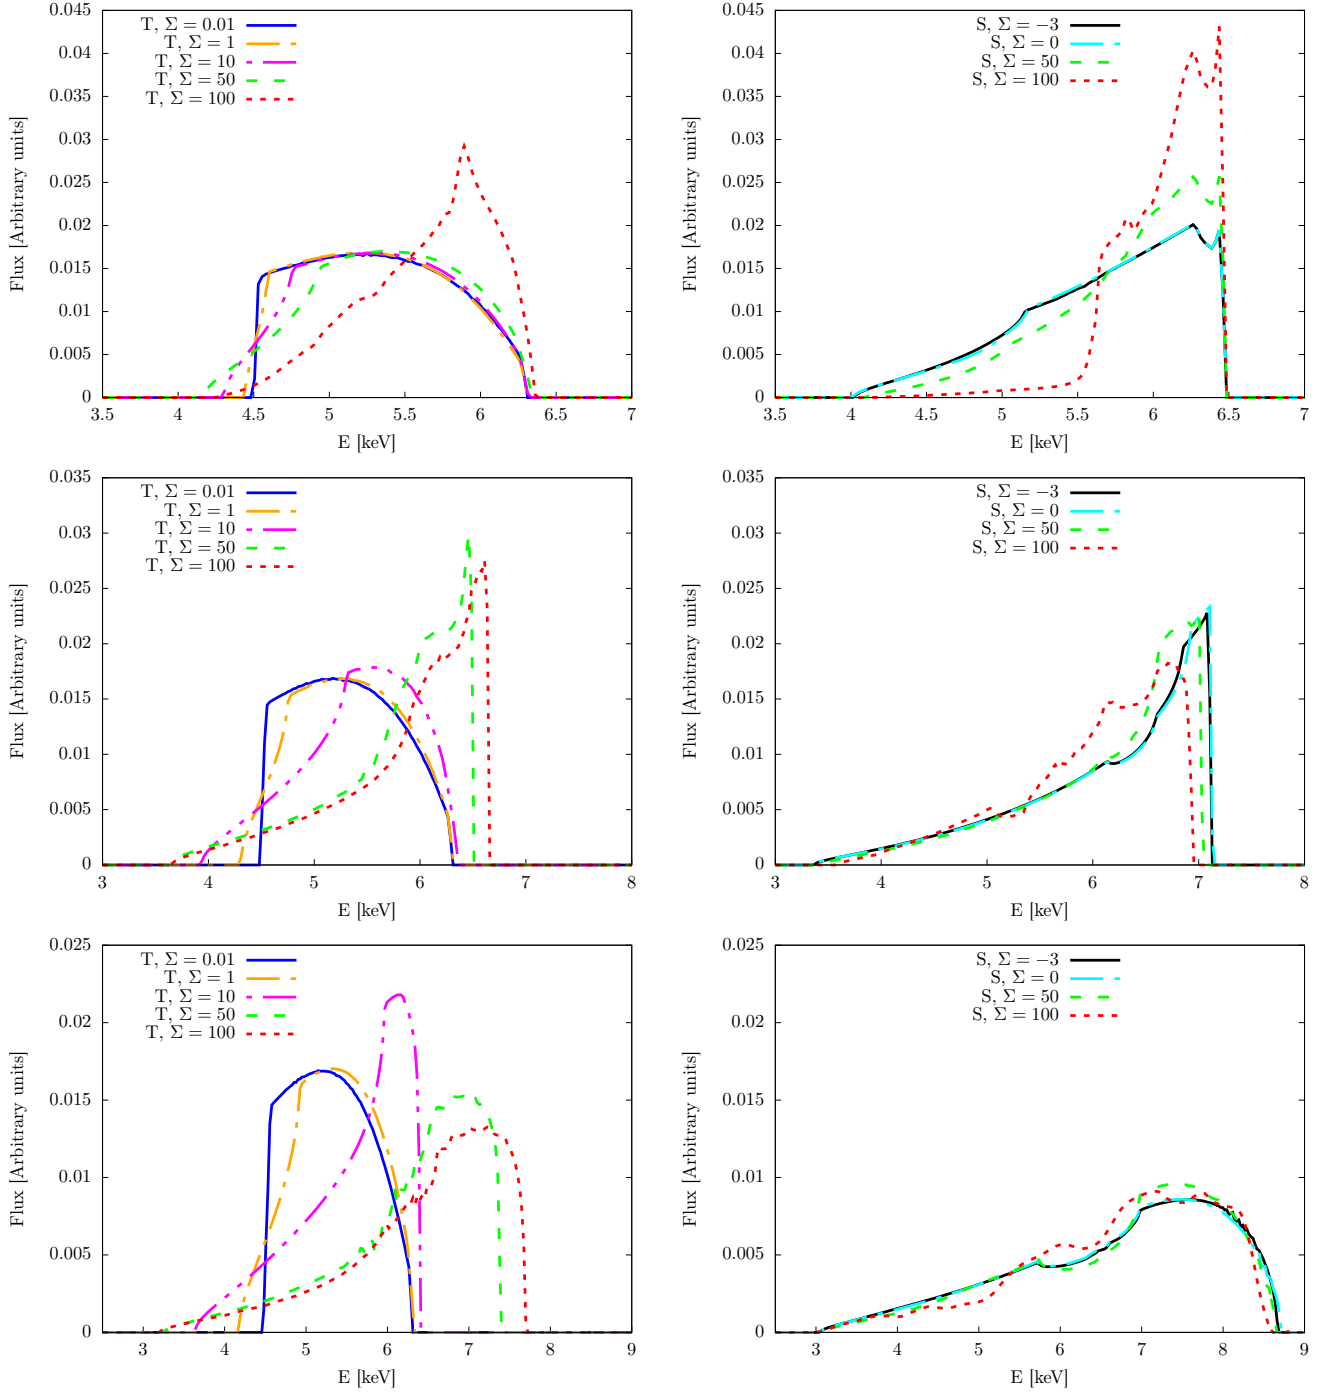 0.045
0.04
0.035
0.03
0.025
0.02
0.015
0.01
0.005
0
Flux [Arbitrary units]
T, Σ = 0.01
T, Σ = 1
T, Σ = 10
T, Σ = 50
T, Σ = 100
3.5 4 4.5 5 5.5 6 6.5 7
E [keV]
0.045
0.04
0.035
0.03
0.025
0.02
0.015
0.01
0.005
0
Flux [Arbitrary units]
S, Σ = −3
S, Σ = 0
S, Σ = 50
S, Σ = 100
3.5 4 4.5 5 5.5 6 6.5 7
E [keV]
0.035
0.03
0.025
0.02
0.015
0.01
0.005
0
Flux [Arbitrary units]
T, Σ = 0.01
T, Σ = 1
T, Σ = 10
T, Σ = 50
T, Σ = 100
3 4 5 6 7 8
E [keV]
0.035
0.03
0.025
0.02
0.015
0.01
0.005
0
Flux [Arbitrary units]
S, Σ = −3
S, Σ = 0
S, Σ = 50
S, Σ = 100
3 4 5 6 7 8
E [keV]
0.025
0.02
0.015
0.01
0.005
0
Flux [Arbitrary units]
T, Σ = 0.01
T, Σ = 1
T, Σ = 10
T, Σ = 50
T, Σ = 100
3 4 5 6 7 8 9
E [keV]
0.025
0.02
0.015
0.01
0.005
0
Flux [Arbitrary units]
S, Σ = −3
S, Σ = 0
S, Σ = 50
S, Σ = 100
3 4 5 6 7 8 9
E [keV]